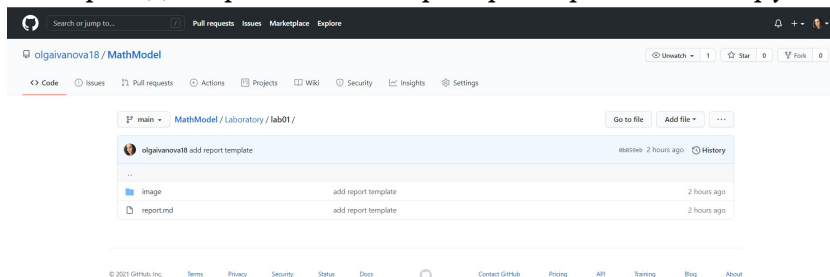 Search or jump to... / Pull requests Issues Marketplace Explore
olgaivanova18 / MathModel Unwatch 1 Star 0 Fork 0
Code Issues Pull requests Actions Projects Wiki Security Insights Settings
main MathModel / Laboratory / lab01 / Go to file Add file ...
olgaivanova18 add report template 0b859eb 2 hours ago History
..
image add report template 2 hours ago
report.md add report template 2 hours ago
© 2021 GitHub, Inc. Terms Privacy Security Status Docs Contact GitHub Pricing API Training Blog About